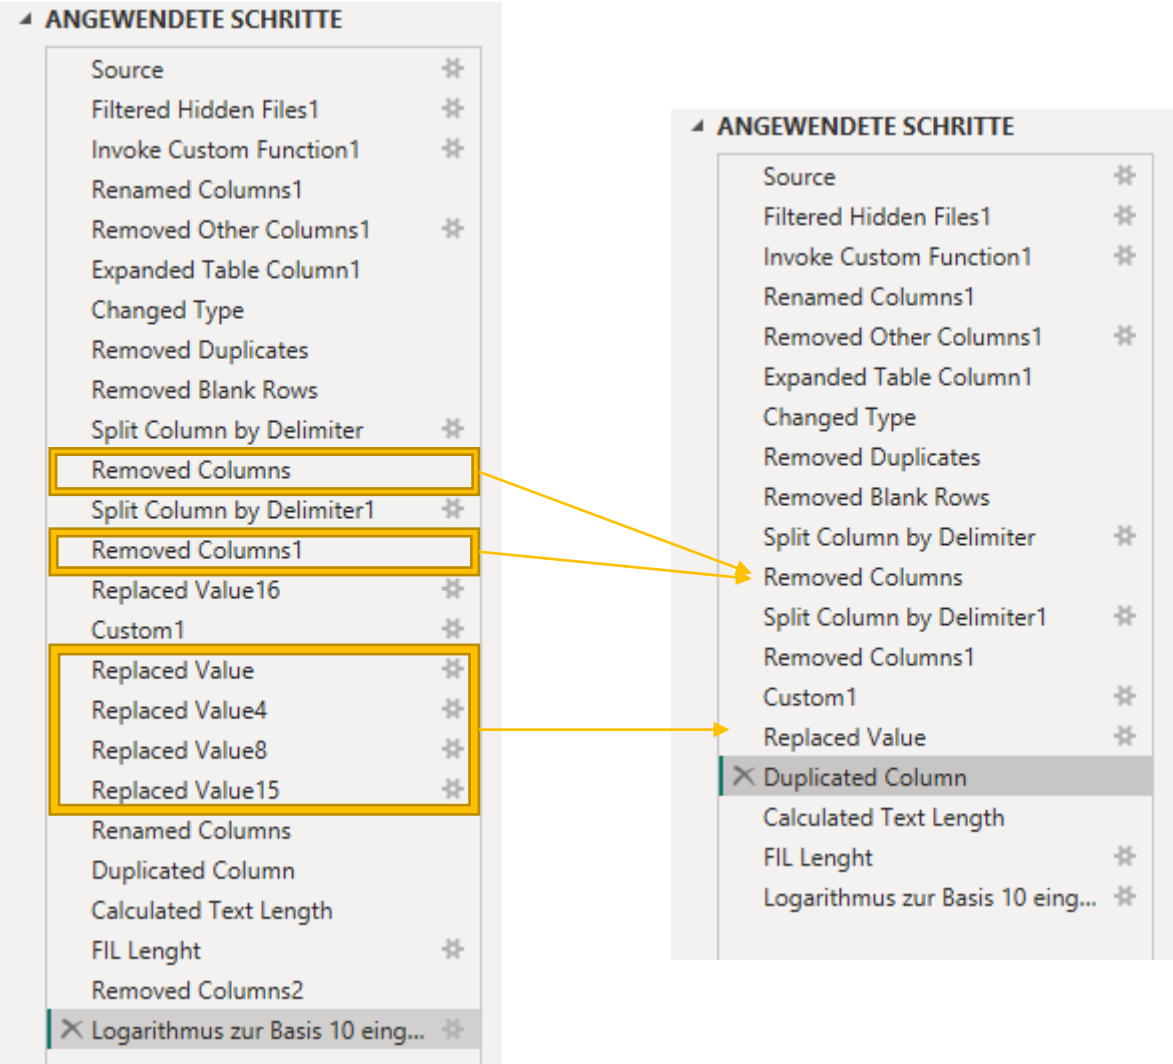 ANGEWENDETE SCHRITTE
Source
Filtered Hidden Files1
Invoke Custom Function1
Renamed Columns1
Removed Other Columns1
Expanded Table Column1
Changed Type
Removed Duplicates
Removed Blank Rows
Split Column by Delimiter
Removed Columns
Split Column by Delimiter1
Removed Columns1
Replaced Value16
Custom1
Replaced Value
Replaced Value4
Replaced Value8
Replaced Value15
Renamed Columns
Duplicated Column
Calculated Text Length
FIL Lenght
Removed Columns2
Logarithmus zur Basis 10 eing...
ANGEWENDETE SCHRITTE
Source
Filtered Hidden Files1
Invoke Custom Function1
Renamed Columns1
Removed Other Columns1
Expanded Table Column1
Changed Type
Removed Duplicates
Removed Blank Rows
Split Column by Delimiter
Removed Columns
Split Column by Delimiter1
Removed Columns1
Custom1
Replaced Value
Duplicated Column
Calculated Text Length
FIL Lenght
Logarithmus zur Basis 10 eing...